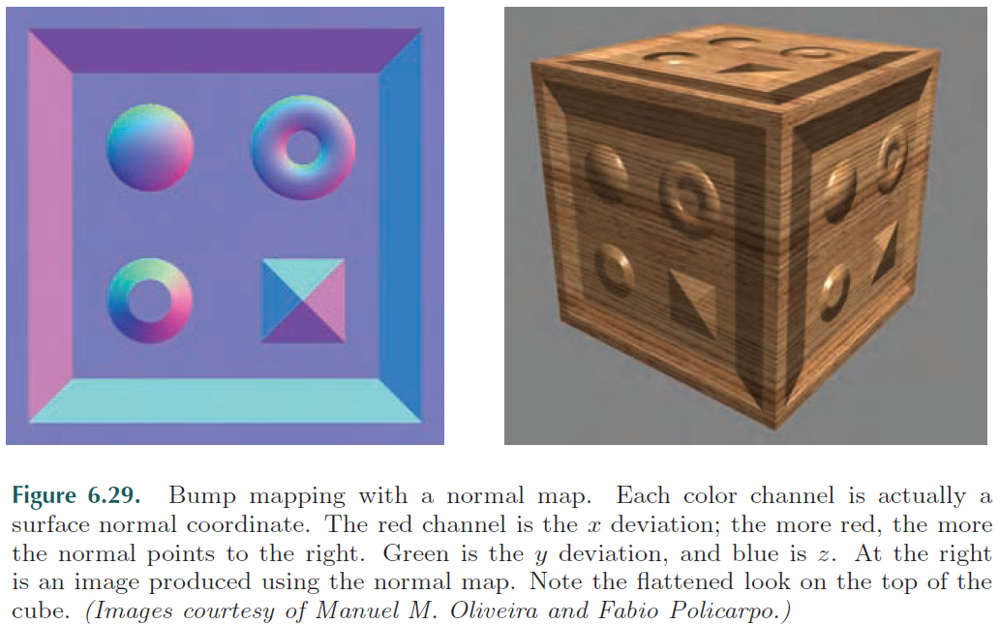 Figure 6.29. Bump mapping with a normal map. Each color channel is actually a
surface normal coordinate. The red channel is the x deviation; the more red, the more
the normal points to the right. Green is the y deviation, and blue is z. At the right
is an image produced using the normal map. Note the flattened look on the top of the
cube. (Images courtesy of Manuel M. Oliveira and Fabio Policarpo.)